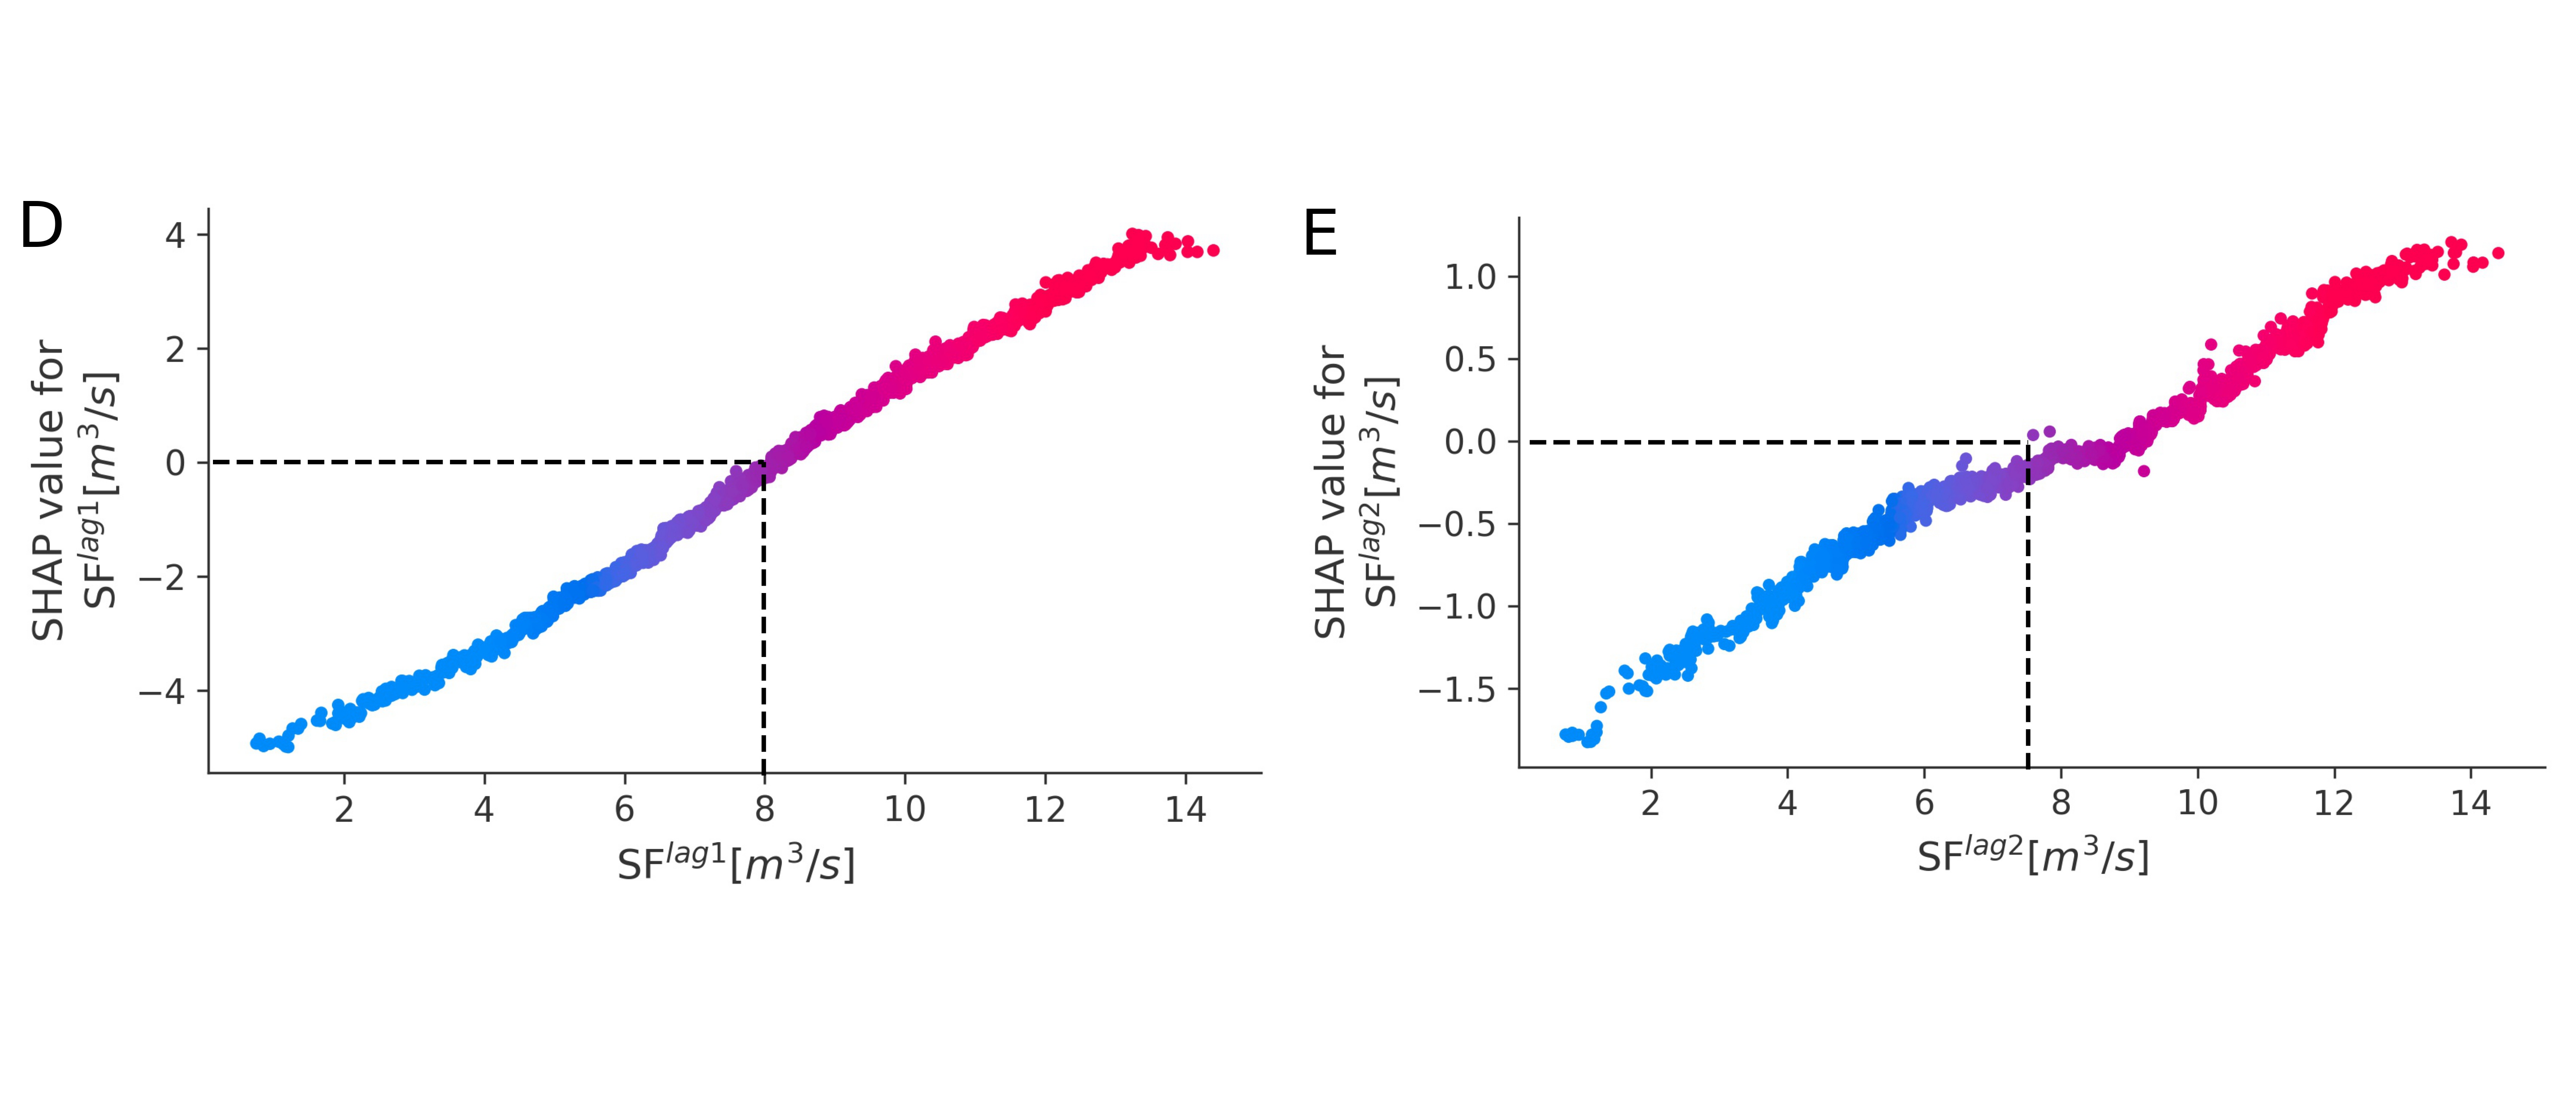 D
4
2
0
−2
−4
SHAP value for
SF^lag1[m^3/s]
2 4 6 8 10 12 14
SF^lag1[m^3/s]
E
1.0
0.5
0.0
−0.5
−1.0
−1.5
SHAP value for
SF^lag2[m^3/s]
2 4 6 8 10 12 14
SF^lag2[m^3/s]